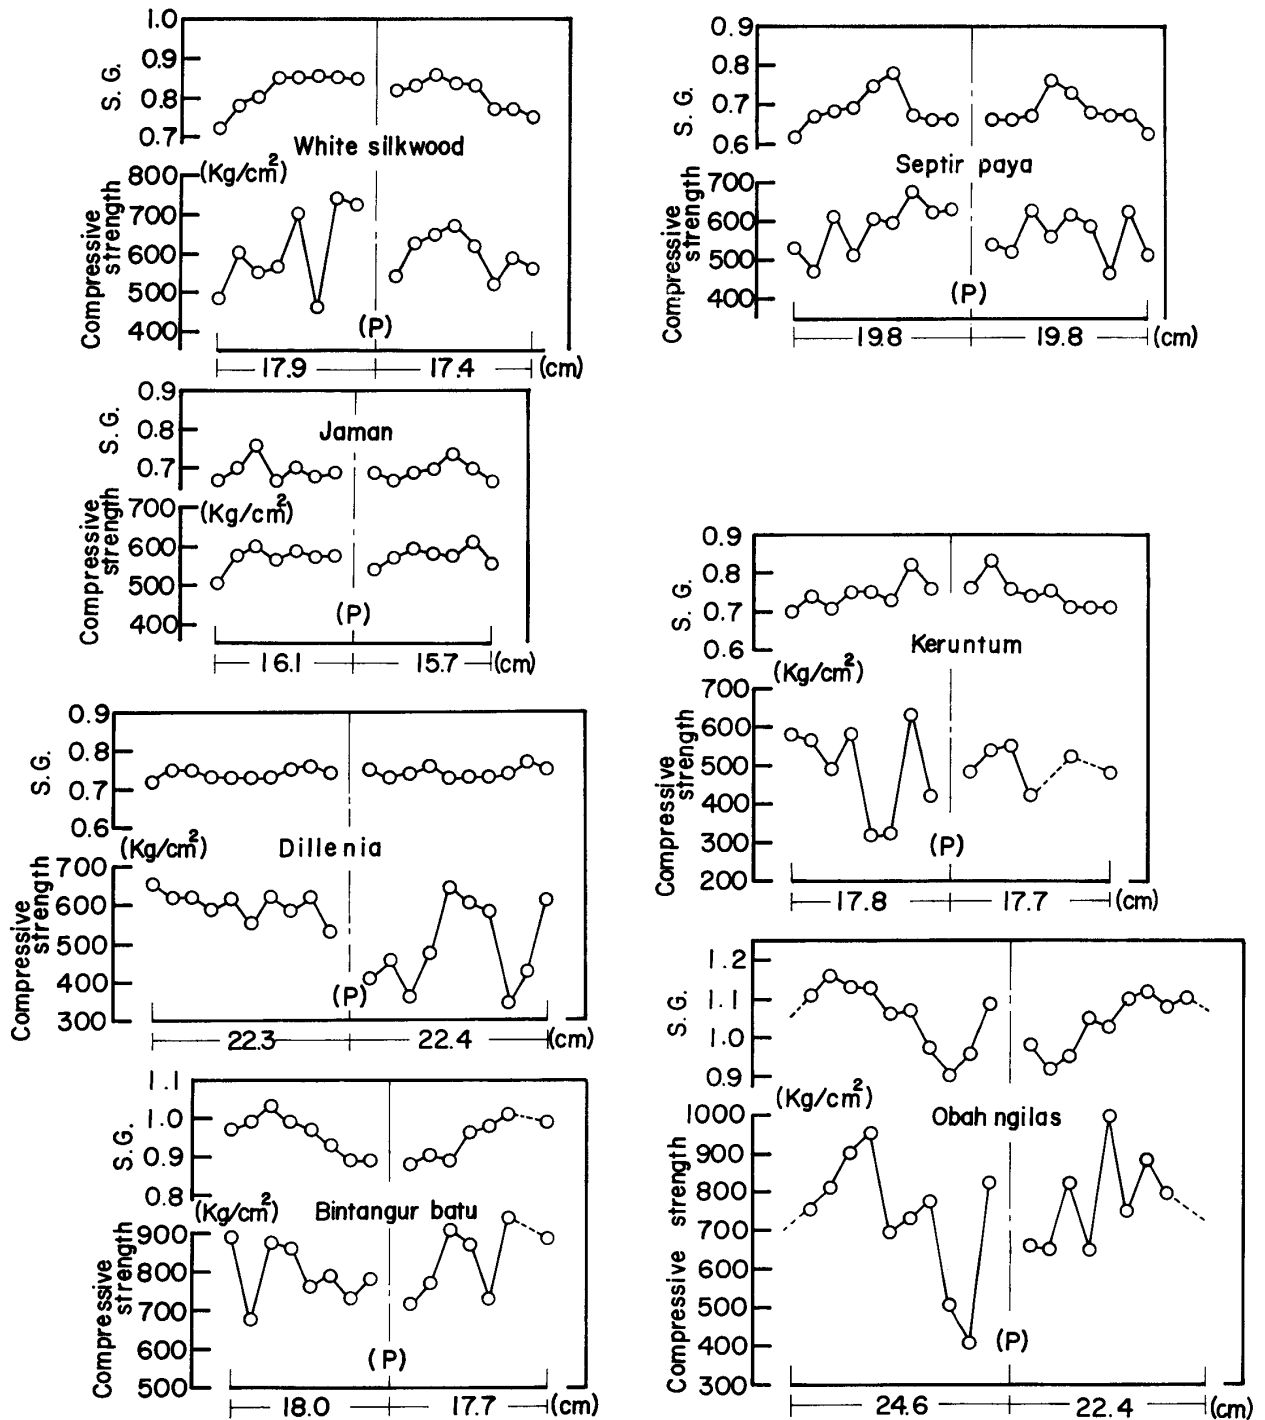 1.0
0.9
0.8
0.7
S. G.
White silkwood
(Kg/cm²)
800
700
600
500
400
Compressive strength
(P)
17.9
17.4
(cm)
0.9
0.8
0.7
0.6
S. G.
Septir paya
700
600
500
400
Compressive strength
(P)
19.8
19.8
(cm)
0.9
0.8
0.7
S. G.
Jaman
(Kg/cm²)
700
600
500
400
Compressive strength
(P)
16.1
15.7
(cm)
0.9
0.8
0.7
0.6
S. G.
Keruntum
(Kg/cm²)
700
600
500
400
300
200
Compressive strength
(P)
17.8
17.7
(cm)
0.9
0.8
0.7
0.6
S.G.
(Kg/cm²)
Dillenia
700
600
500
400
300
Compressive strength
(P)
22.3
22.4
(cm)
1.2
1.1
1.0
0.9
S. G.
(Kg/cm²)
Obah ngilas
1000
900
800
700
600
500
400
300
Compressive strength
(P)
24.6
22.4
(cm)
1.1
1.0
0.9
0.8
S.G.
(Kg/cm²)
Bintangur batu
900
800
700
600
500
Compressive strength
(P)
18.0
17.7
(cm)